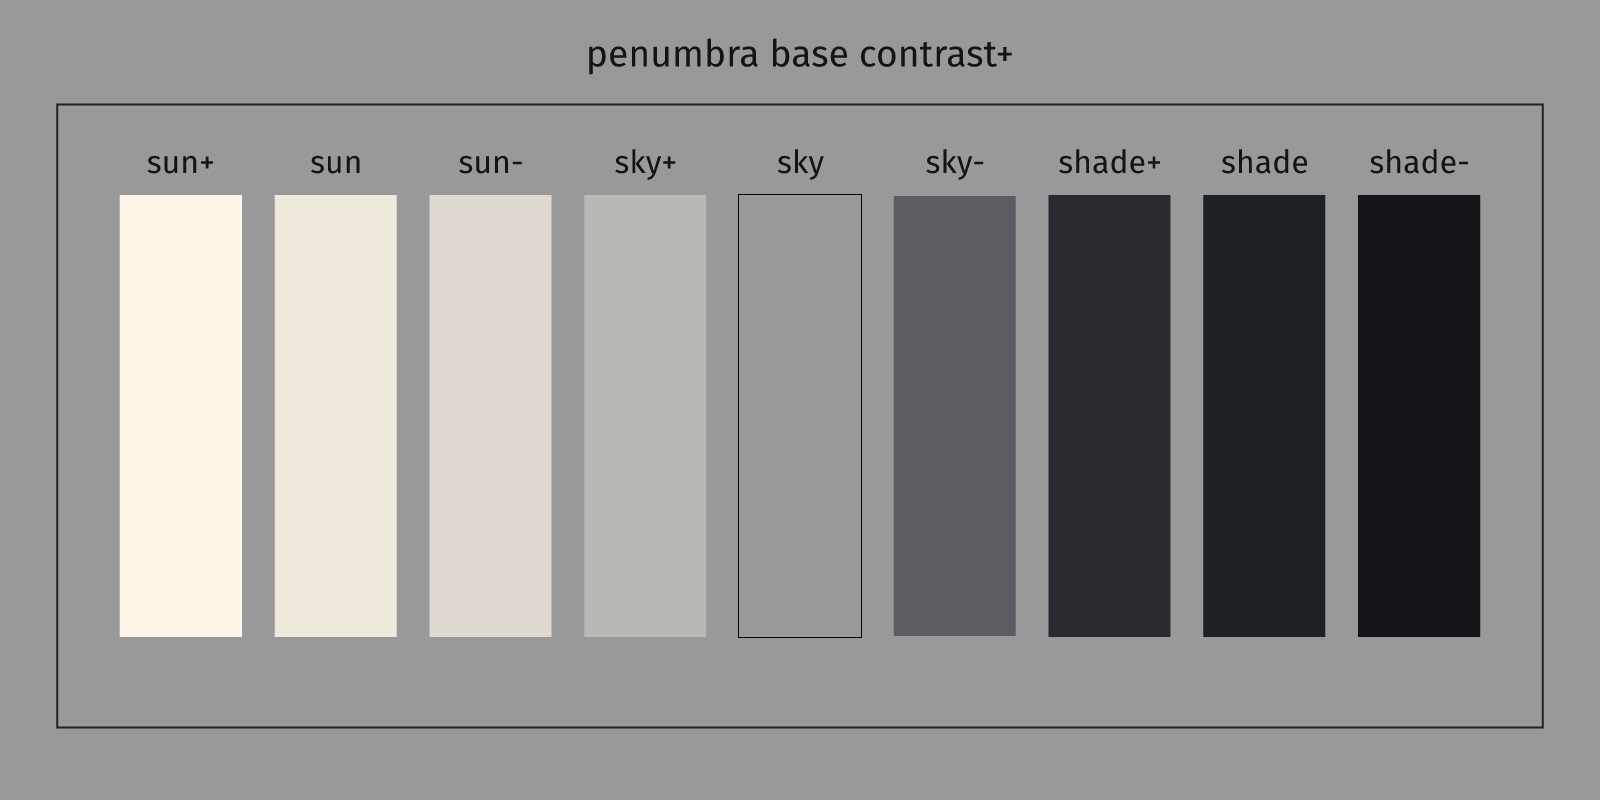 penumbra base contrast+
sun+ sun sun- sky+ sky sky- shade+ shade shade-